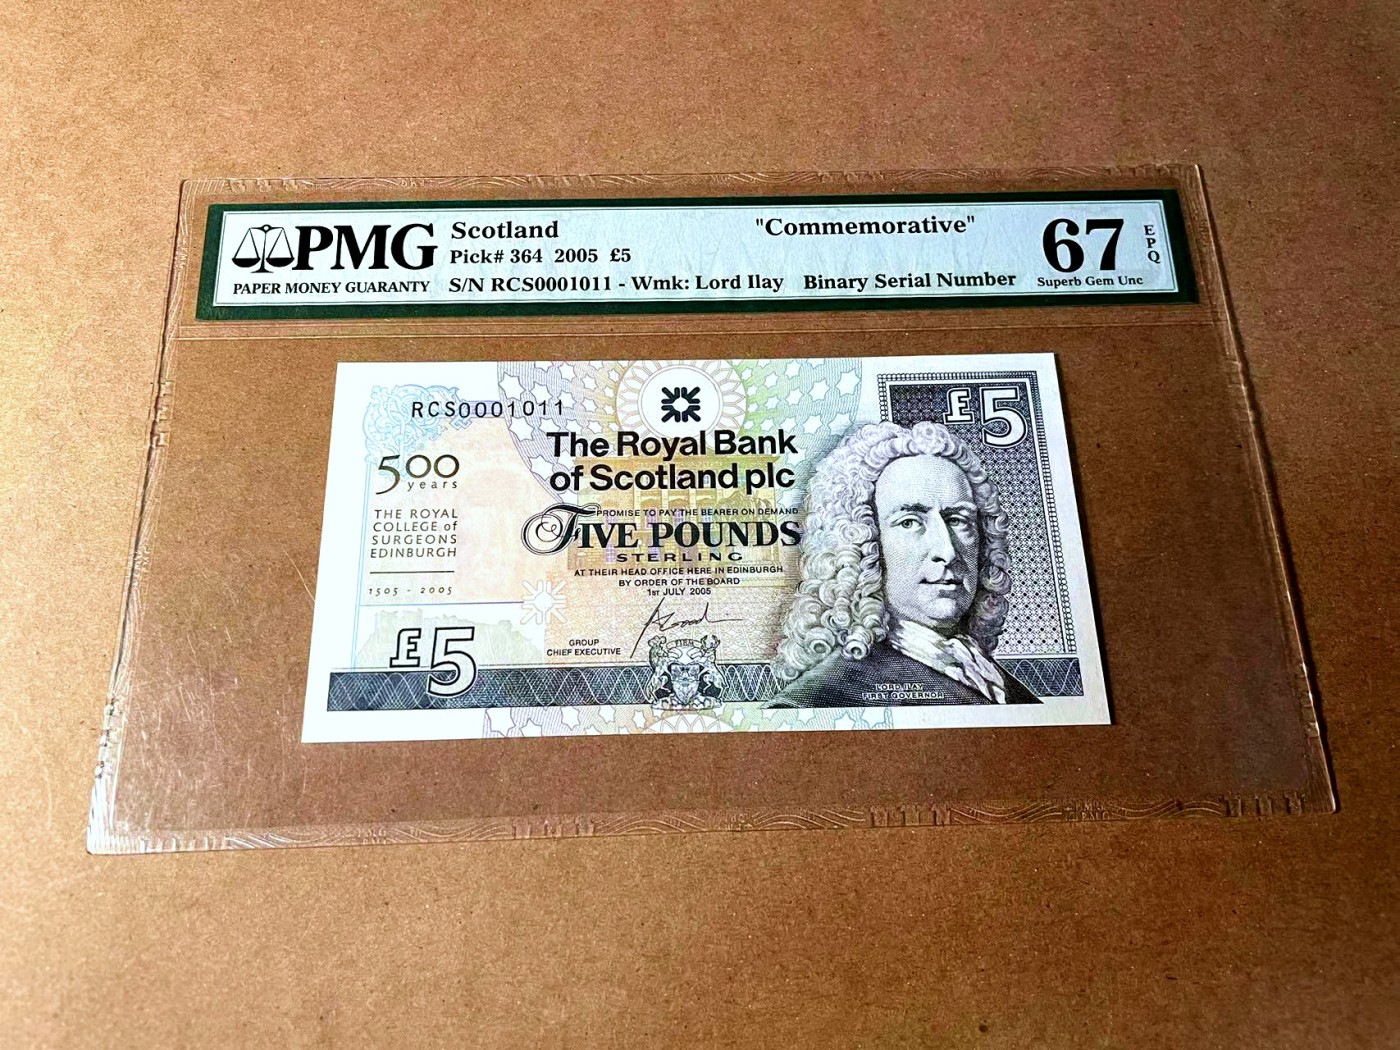 PMG
PAPER MONEY GUARANTY
Scotland
"Commemorative"
Pick# 364 2005 £5
S/N RCS0001011 - Wmk: Lord Ilay
Binary Serial Number
67
EPQ
Superb Gem Unc
RCS0001011
£5
The Royal Bank
of Scotland plc
500
years
THE ROYAL
COLLEGE of
SURGEONS
EDINBURGH
1505 - 2005
PROMISE TO PAY THE BEARER ON DEMAND
FIVE POUNDS
STERLING
AT THEIR HEAD OFFICE HERE IN EDINBURGH
BY ORDER OF THE BOARD
1ST JULY 2005
GROUP
CHIEF EXECUTIVE
£5
LORD ILAY
FIRST GOVERNOR